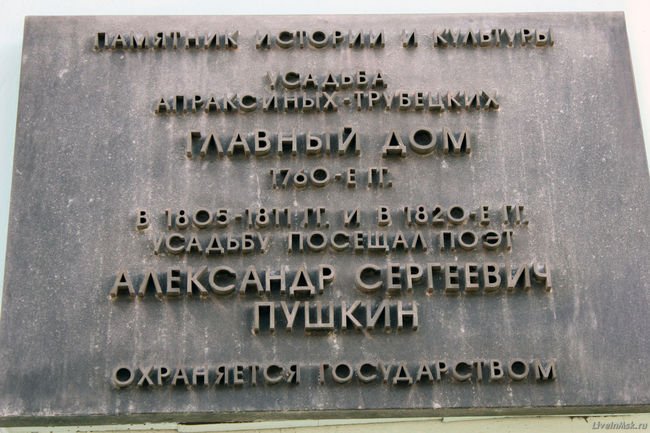 ПАМЯТНИК ИСТОРИИ И КУЛЬТУРЫ
УСАДЬБА
АПРАКСИНЫХ-ТРУБЕЦКИХ
ГЛАВНЫЙ ДОМ
1760-Е ГГ.
В 1805-1811 ГГ. И В 1820-Е ГГ.
УСАДЬБУ ПОСЕЩАЛ ПОЭТ
АЛЕКСАНДР СЕРГЕЕВИЧ
ПУШКИН
ОХРАНЯЕТСЯ ГОСУДАРСТВОМ
LiveInMsk.ru